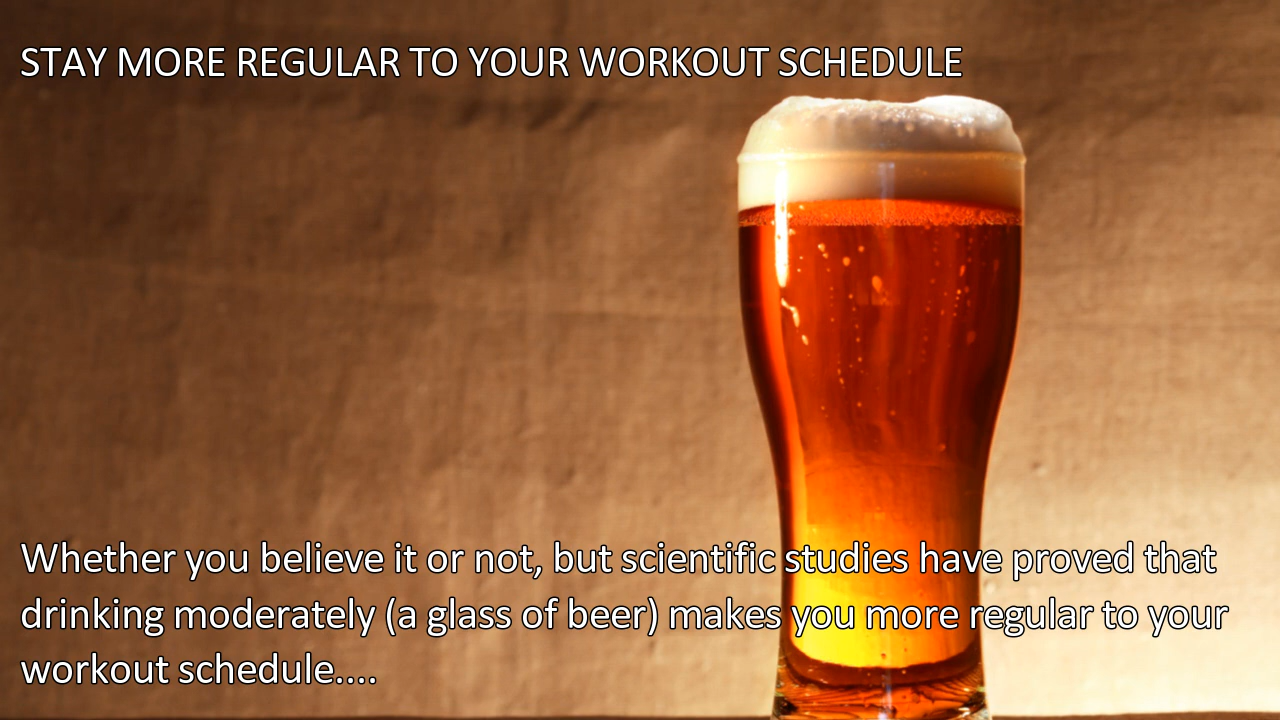 STAY MORE REGULAR TO YOUR WORKOUT SCHEDULE
Whether you believe it or not, but scientific studies have proved that
drinking moderately (a glass of beer) makes you more regular to your
workout schedule....